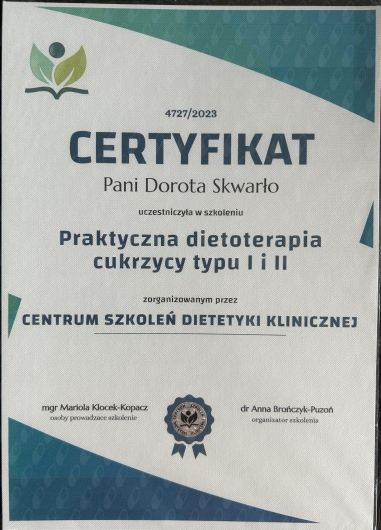 4727/2023
CERTYFIKAT
Pani Dorota Skwarło
uczestniczyła w szkoleniu
Praktyczna dietoterapia
cukrzycy typu I i II
zorganizowanym przez
CENTRUM SZKOLEŃ DIETETYKI KLINICZNEJ
mgr Mariola Klocek-Kopacz
osoby prowadzące szkolenie
dr Anna Brończyk-Puzoń
organizator szkolenia